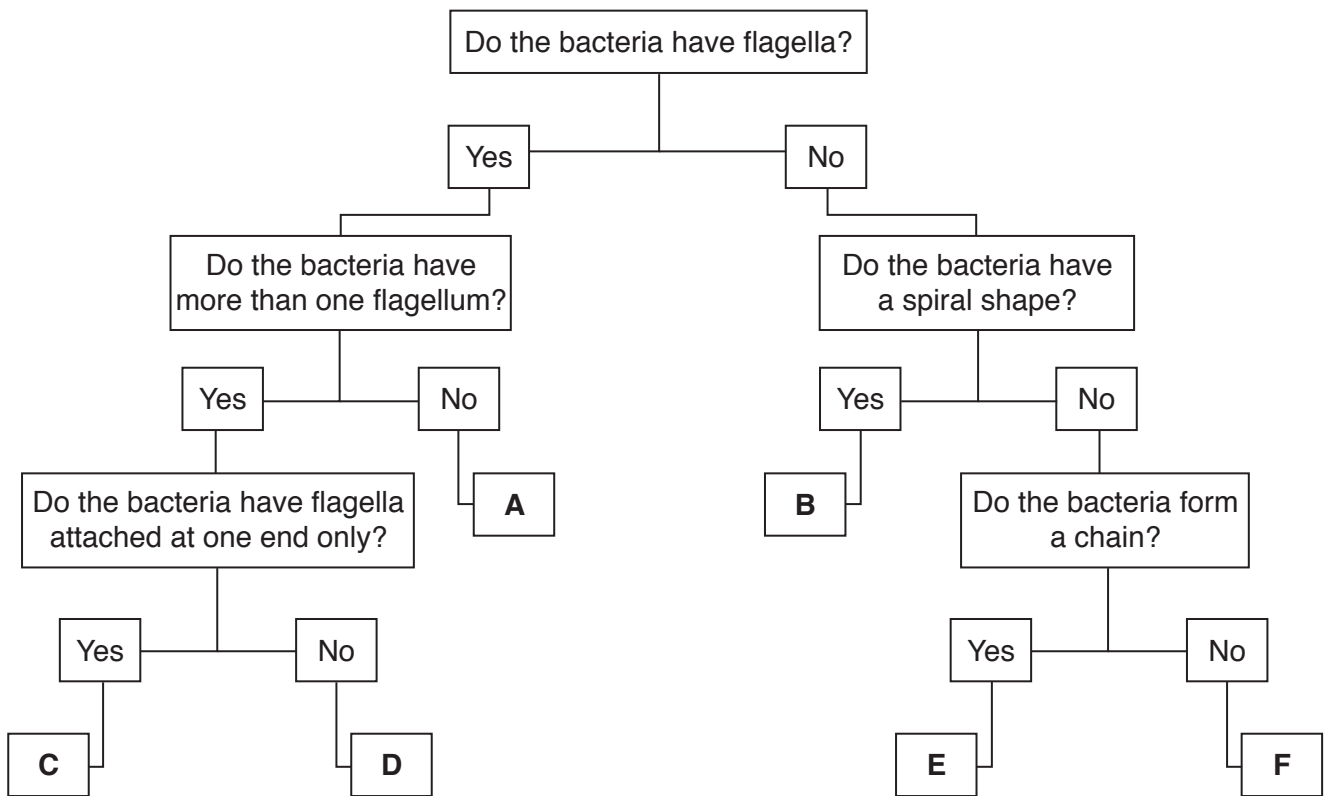 Do the bacteria have flagella?
Yes
No
Do the bacteria have
more than one flagellum?
Do the bacteria have
a spiral shape?
Yes
No
Yes
No
Do the bacteria have flagella
attached at one end only?
A
B
Do the bacteria form
a chain?
Yes
No
Yes
No
C
D
E
F